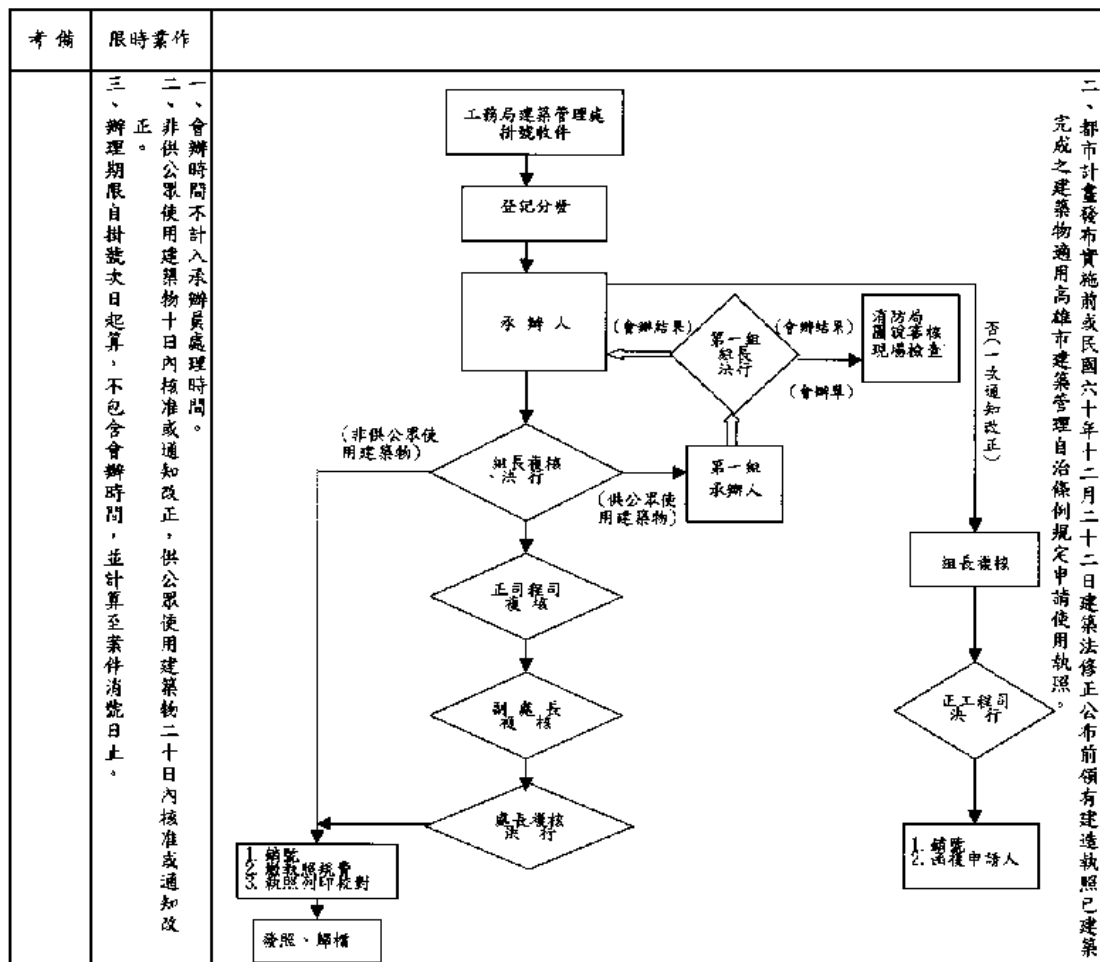 考備
限時業作
二、都市計畫發布實施前或民國六十年十二月二十二日建築法修正公布前領有建造執照已建築
完成之建築物適用高雄市建築管理自治條例規定申請使用執照。
工務局建築管理處
掛號收件
登記分發
承辦人
(會辦結果)
第一組
組長
決行
(會辦結果)
(會辦單)
消防局
圖說審核
現場檢查
否(一次通知改正)
(非供公眾使
用建築物)
組長複核
、決行
(供公眾使
用建築物)
第一組
承辦人
正司程司
複核
副處長
複核
處長複核
決行
組長複核
正工程司
決行
1. 銷號
2. 函復申請人
1. 銷號
2. 繳執照規費
3. 執照列印校對
發照、歸檔
一、會辦時間不計入承辦員處理時間。
二、非供公眾使用建築物十日內核准或通知改正，供公眾使用建築物二十日內核准或通知改
正。
三、辦理期限自掛號次日起算，不包含會辦時間，並計算至案件消號日止。